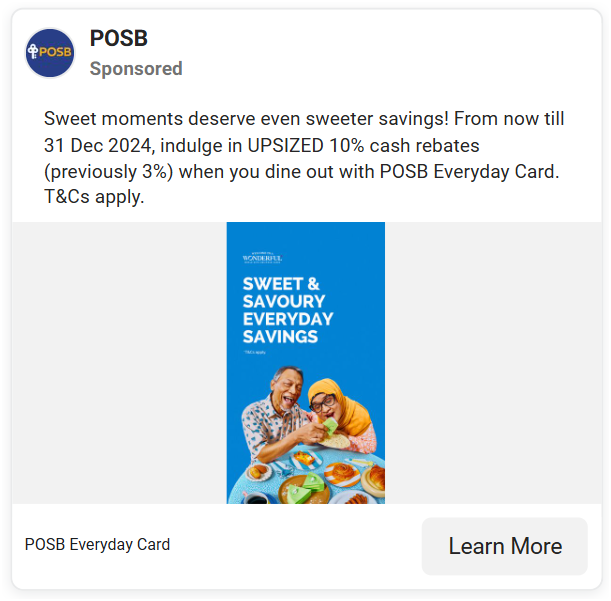 POSB
POSB
Sponsored
Sweet moments deserve even sweeter savings! From now till
31 Dec 2024, indulge in UPSIZED 10% cash rebates
(previously 3%) when you dine out with POSB Everyday Card.
T&Cs apply.
WONDERFUL
SWEET &
SAVOURY
EVERYDAY
SAVINGS
T&Cs apply
POSB Everyday Card
Learn More